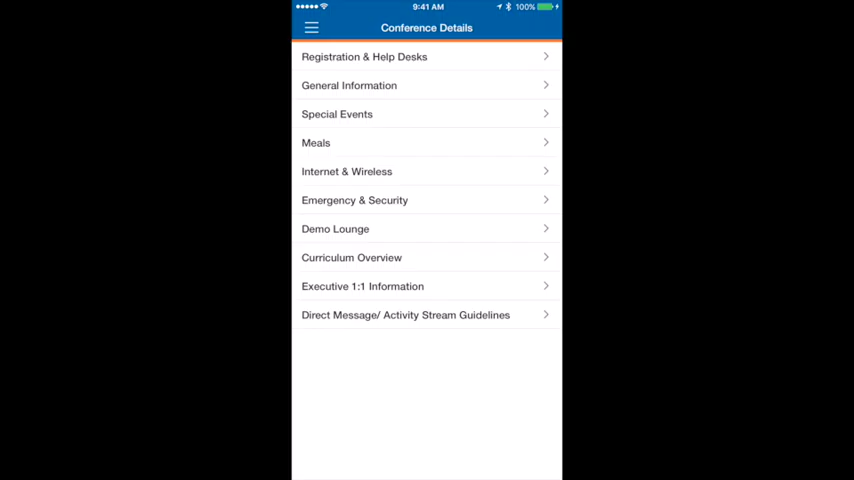 9:41 AM
100%
Conference Details
Registration & Help Desks
General Information
Special Events
Meals
Internet & Wireless
Emergency & Security
Demo Lounge
Curriculum Overview
Executive 1:1 Information
Direct Message/ Activity Stream Guidelines